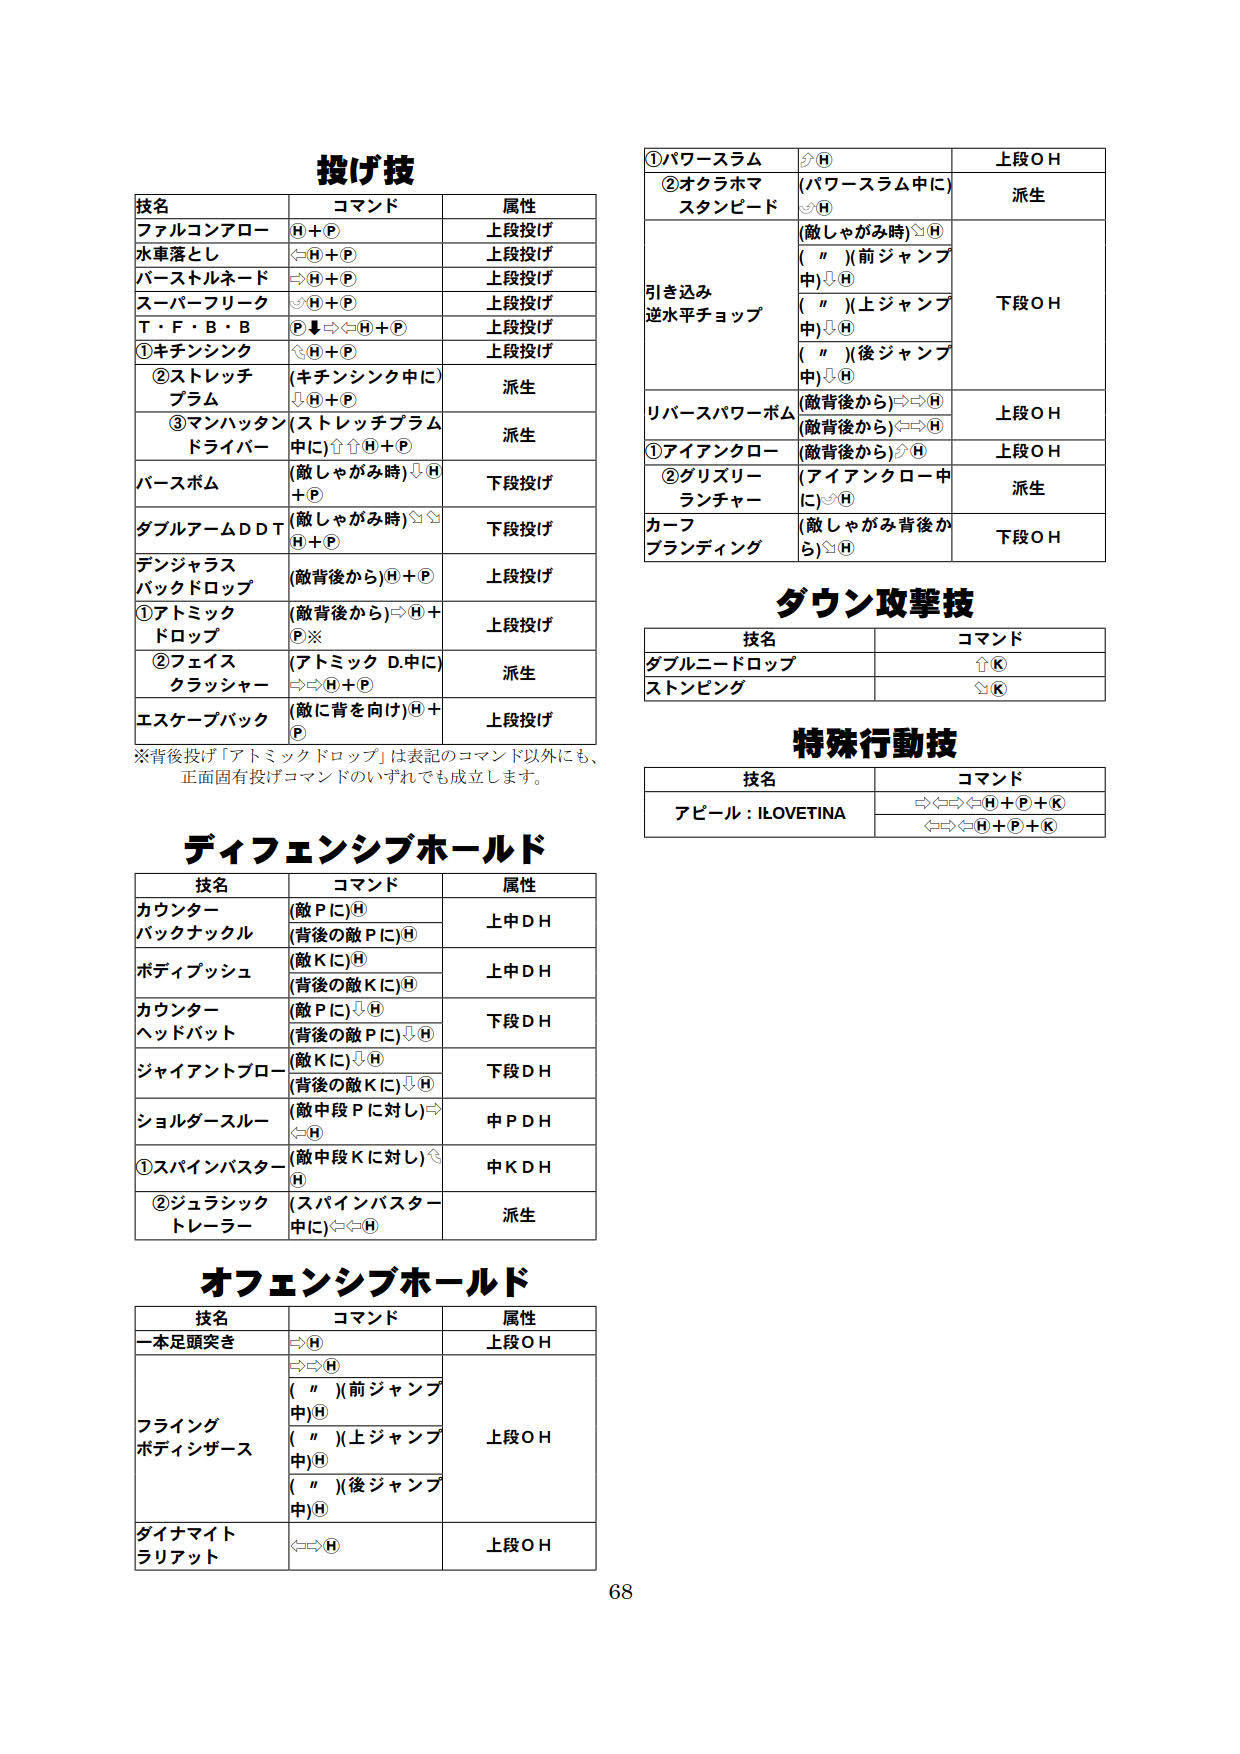 投げ技
技名 コマンド 属性
ファルコンアロー Ⓗ＋Ⓟ 上段投げ
水車落とし ⇦Ⓗ＋Ⓟ 上段投げ
バーストルネード ⇨Ⓗ＋Ⓟ 上段投げ
スーパーフリーク Ⓗ＋Ⓟ 上段投げ
Ｔ・Ｆ・Ｂ・Ｂ Ⓟ⬇⇨⇦Ⓗ＋Ⓟ 上段投げ
①キチンシンク Ⓗ＋Ⓟ 上段投げ
②ストレッチ
プラム
(キチンシンク中に)
⇩Ⓗ＋Ⓟ
派生
③マンハッタン
ドライバー
(ストレッチプラム
中に)⇧⇧Ⓗ＋Ⓟ
派生
バースボム
(敵しゃがみ時)⇩Ⓗ
＋Ⓟ
下段投げ
ダブルアームＤＤＴ
(敵しゃがみ時)⬂⬂
Ⓗ＋Ⓟ
下段投げ
デンジャラス
バックドロップ
(敵背後から)Ⓗ＋Ⓟ
上段投げ
①アトミック
ドロップ
(敵背後から)⇨Ⓗ＋
Ⓟ※
上段投げ
②フェイス
クラッシャー
(アトミック D.中に)
⇨⇨Ⓗ＋Ⓟ
派生
エスケープバック
(敵に背を向け)Ⓗ＋
Ⓟ
上段投げ
※背後投げ「アトミックドロップ」は表記のコマンド以外にも、
正面固有投げコマンドのいずれでも成立します。
ディフェンシブホールド
技名 コマンド 属性
カウンター
バックナックル
(敵Ｐに)Ⓗ
(背後の敵Ｐに)Ⓗ
上中ＤＨ
ボディプッシュ
(敵Ｋに)Ⓗ
(背後の敵Ｋに)Ⓗ
上中ＤＨ
カウンター
ヘッドバット
(敵Ｐに)⇩Ⓗ
(背後の敵Ｐに)⇩Ⓗ
下段ＤＨ
ジャイアントブロー
(敵Ｋに)⇩Ⓗ
(背後の敵Ｋに)⇩Ⓗ
下段ＤＨ
ショルダースルー
(敵中段Ｐに対し)⇨
⇦Ⓗ
中ＰＤＨ
①スパインバスター
(敵中段Ｋに対し)⬁
Ⓗ
中ＫＤＨ
②ジュラシック
トレーラー
(スパインバスター
中に)⇦⇦Ⓗ
派生
オフェンシブホールド
技名 コマンド 属性
一本足頭突き ⇨Ⓗ 上段ＯＨ
フライング
ボディシザース
⇨⇨Ⓗ
( 〃 )(前ジャンプ
中)Ⓗ
( 〃 )(上ジャンプ
中)Ⓗ
( 〃 )(後ジャンプ
中)Ⓗ
上段ＯＨ
ダイナマイト
ラリアット
⇦⇨Ⓗ
上段ＯＨ
①パワースラム ⬀Ⓗ 上段ＯＨ
②オクラホマ
スタンピード
(パワースラム中に)
Ⓗ
派生
引き込み
逆水平チョップ
(敵しゃがみ時)⬂Ⓗ
( 〃 )(前ジャンプ
中)⇩Ⓗ
( 〃 )(上ジャンプ
中)⇩Ⓗ
( 〃 )(後ジャンプ
中)⇩Ⓗ
下段ＯＨ
リバースパワーボム
(敵背後から)⇨⇨Ⓗ
(敵背後から)⇦⇨Ⓗ
上段ＯＨ
①アイアンクロー (敵背後から)⬀Ⓗ 上段ＯＨ
②グリズリー
ランチャー
(アイアンクロー中
に)Ⓗ
派生
カーフ
ブランディング
(敵しゃがみ背後か
ら)⬂Ⓗ
下段ＯＨ
ダウン攻撃技
技名 コマンド
ダブルニードロップ ⇧Ⓚ
ストンピング ⬂Ⓚ
特殊行動技
技名 コマンド
アピール：I LOVE TINA
⇨⇦⇨⇦Ⓗ＋Ⓟ＋Ⓚ
⇦⇨⇦Ⓗ＋Ⓟ＋Ⓚ
68